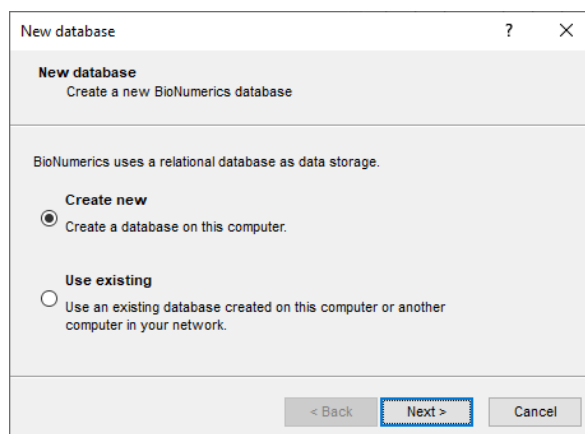 New database
?
New database
Create a new BioNumerics database
BioNumerics uses a relational database as data storage.
Create new
Create a database on this computer.
Use existing
Use an existing database created on this computer or another
computer in your network.
< Back
Next >
Cancel